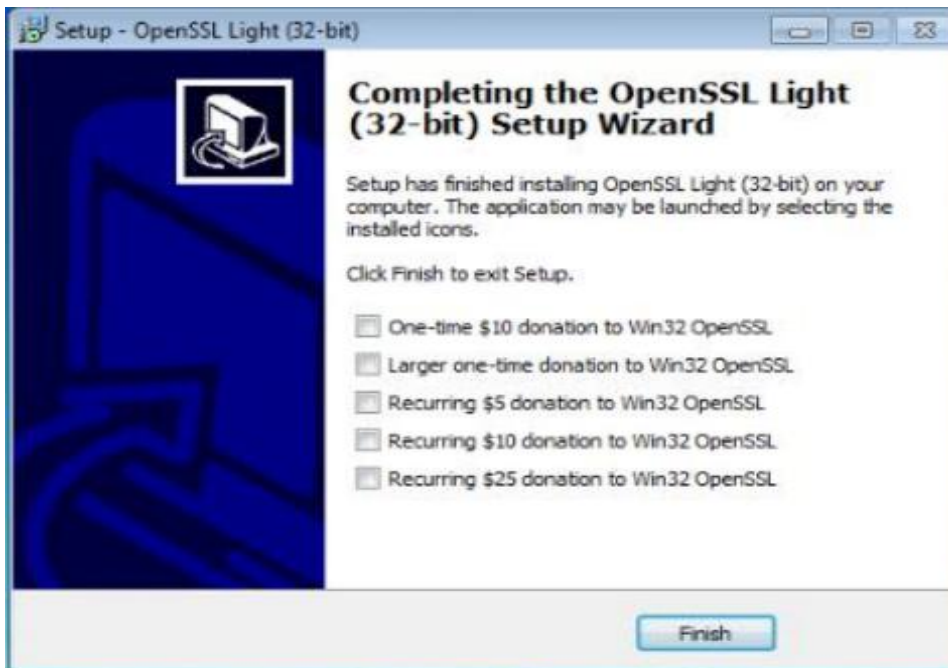 Setup - OpenSSL Light (32-bit)
Completing the OpenSSL Light
(32-bit) Setup Wizard
Setup has finished installing OpenSSL Light (32-bit) on your
computer. The application may be launched by selecting the
installed icons.
Click Finish to exit Setup.
One-time $10 donation to Win32 OpenSSL
Larger one-time donation to Win32 OpenSSL
Recurring $5 donation to Win32 OpenSSL
Recurring $10 donation to Win32 OpenSSL
Recurring $25 donation to Win32 OpenSSL
Finish